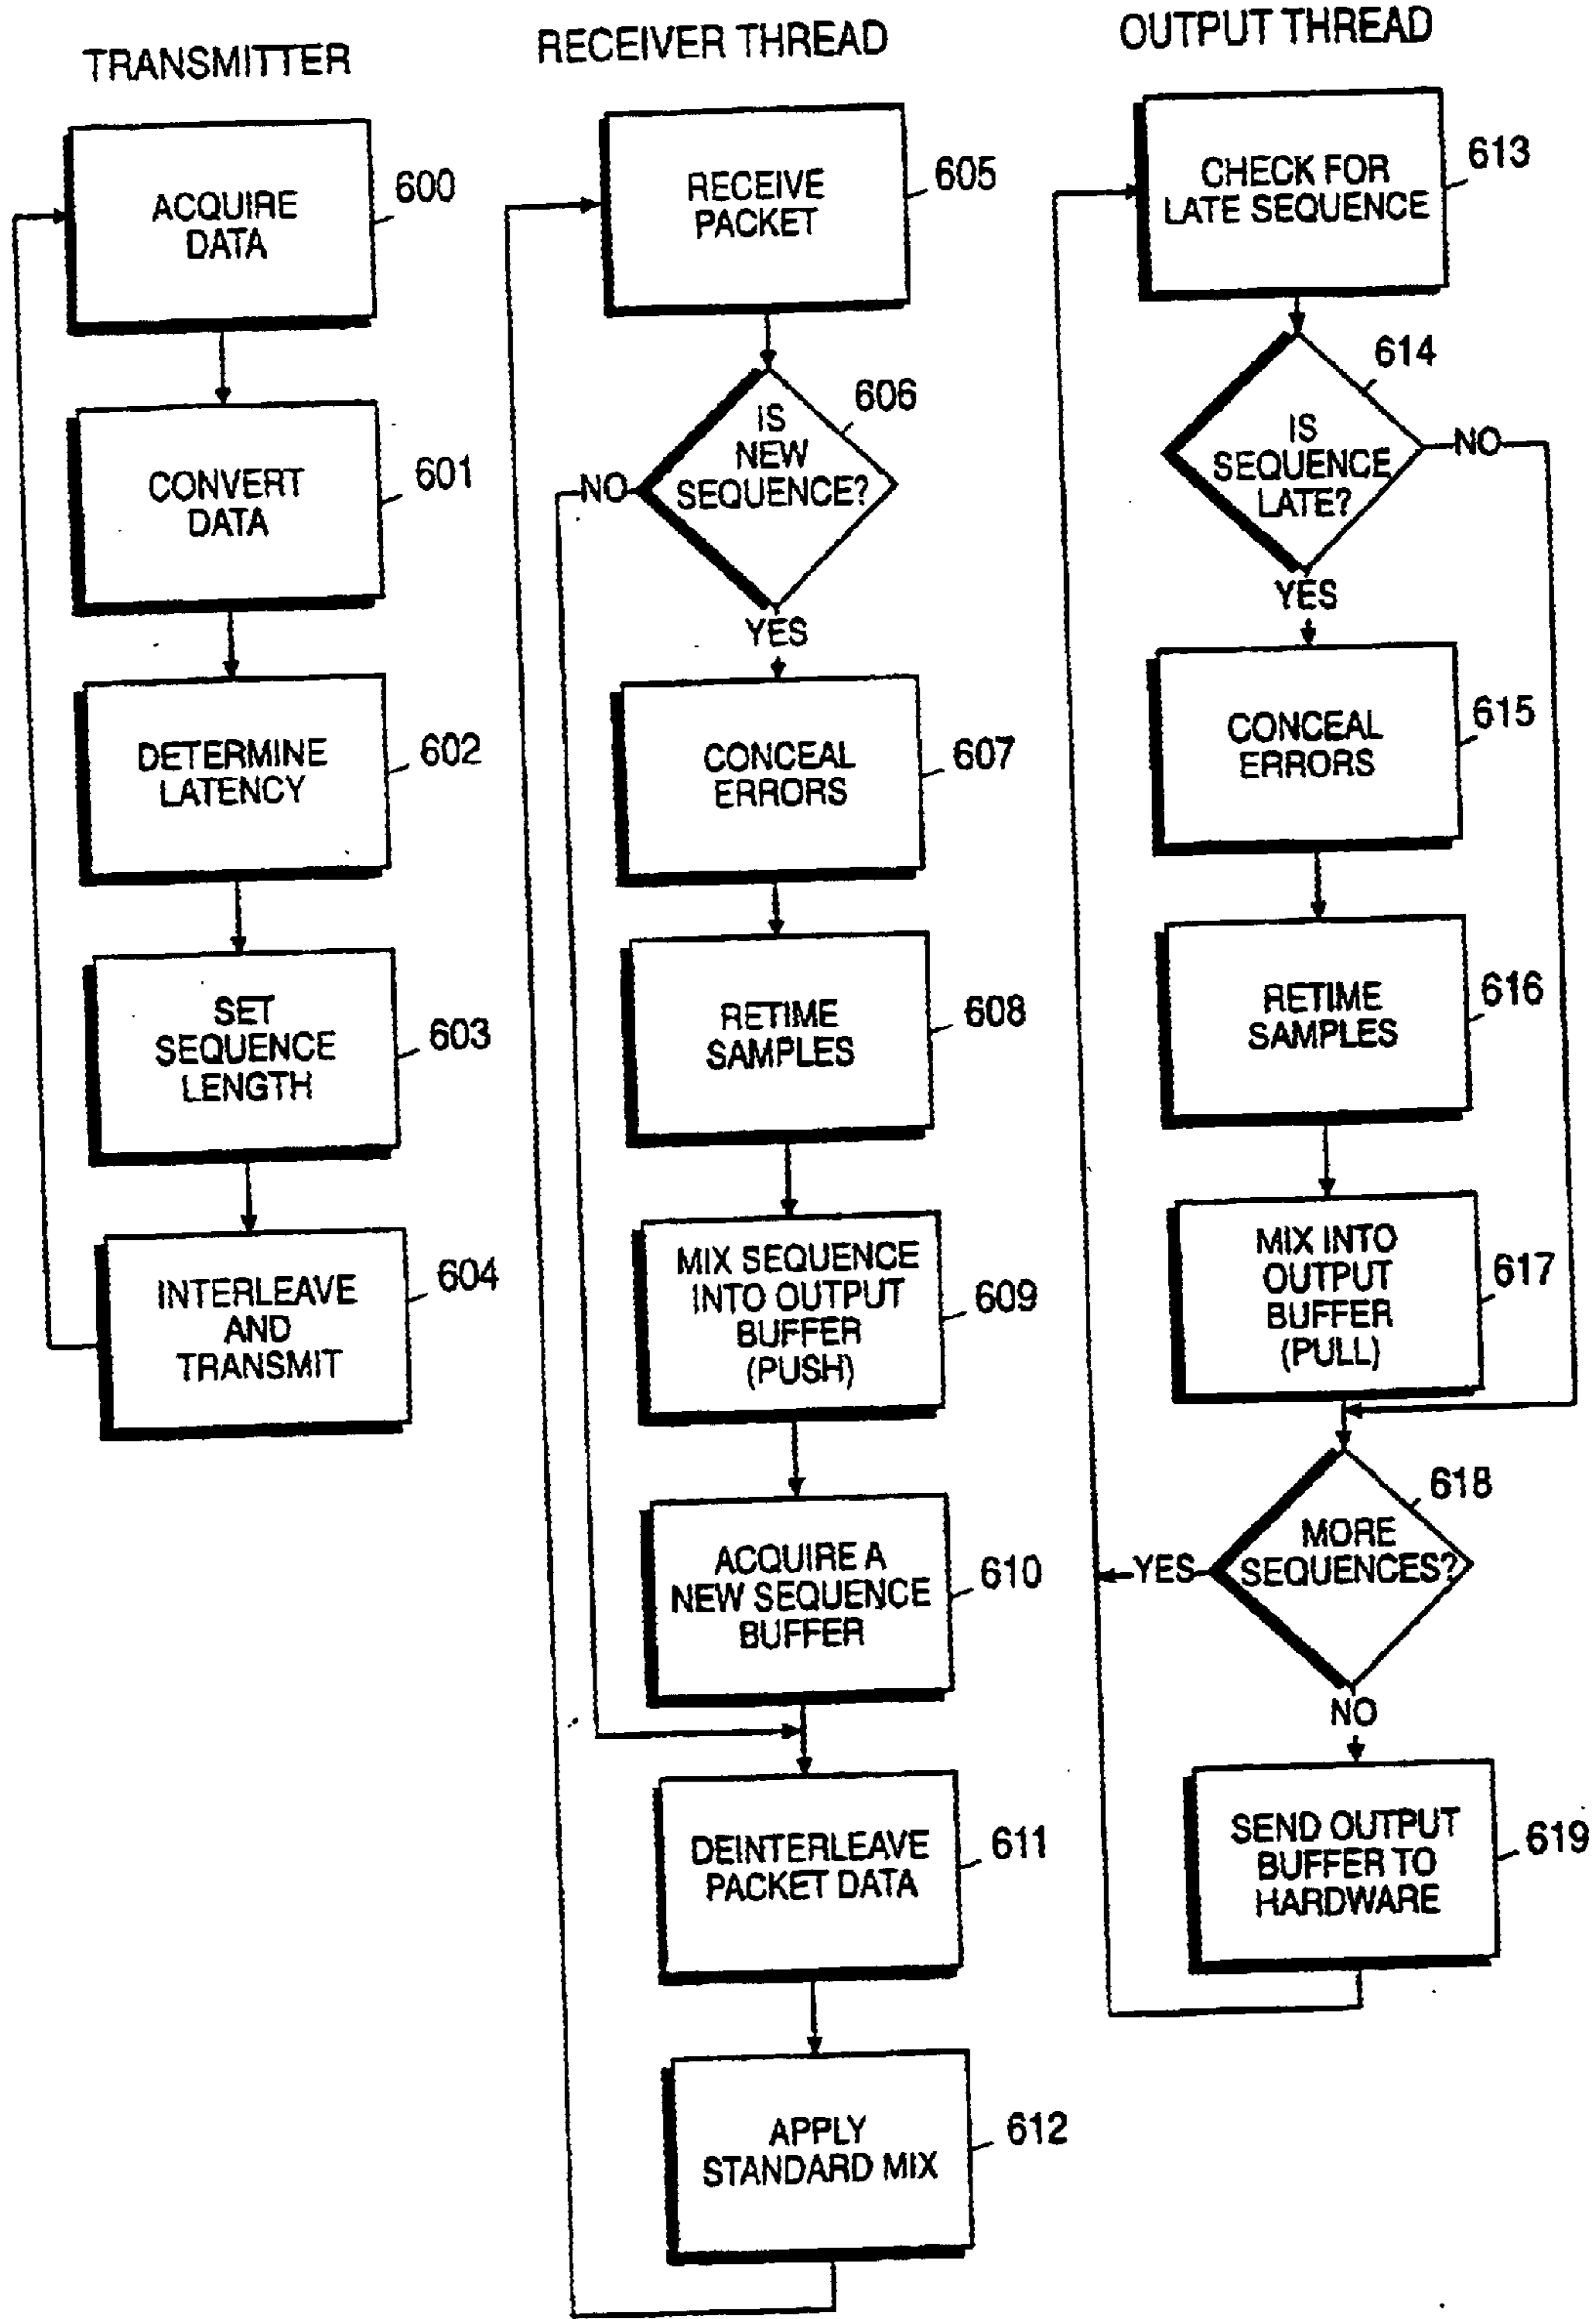 TRANSMITTER
ACQUIRE
DATA
600
CONVERT
DATA
601
DETERMINE
LATENCY
602
SET
SEQUENCE
LENGTH
603
INTERLEAVE
AND
TRANSMIT
604
RECEIVER THREAD
RECEIVE
PACKET
605
IS
NEW
SEQUENCE?
606
NO
YES
CONCEAL
ERRORS
607
RETIME
SAMPLES
608
MIX SEQUENCE
INTO OUTPUT
BUFFER
(PUSH)
609
ACQUIRE A
NEW SEQUENCE
BUFFER
610
DEINTERLEAVE
PACKET DATA
611
APPLY
STANDARD MIX
612
OUTPUT THREAD
CHECK FOR
LATE SEQUENCE
613
IS
SEQUENCE
LATE?
614
NO
YES
CONCEAL
ERRORS
615
RETIME
SAMPLES
616
MIX INTO
OUTPUT
BUFFER
(PULL)
617
MORE
SEQUENCES?
618
YES
NO
SEND OUTPUT
BUFFER TO
HARDWARE
619